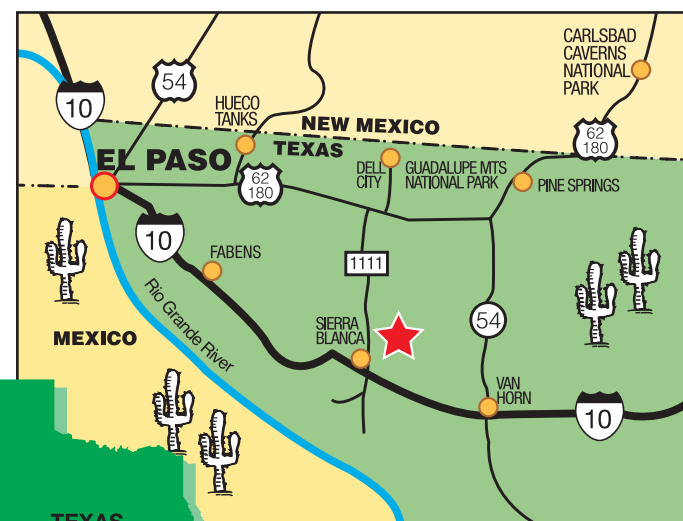 CARLSBAD
CAVERNS
NATIONAL
PARK
54
10
HUECO
TANKS
NEW MEXICO
62
180
TEXAS
EL PASO
62
180
DELL
CITY
GUADALUPE MTS
NATIONAL PARK
PINE SPRINGS
10
FABENS
1111
Rio Grande River
SIERRA
BLANCA
54
MEXICO
VAN
HORN
10
TEXAS